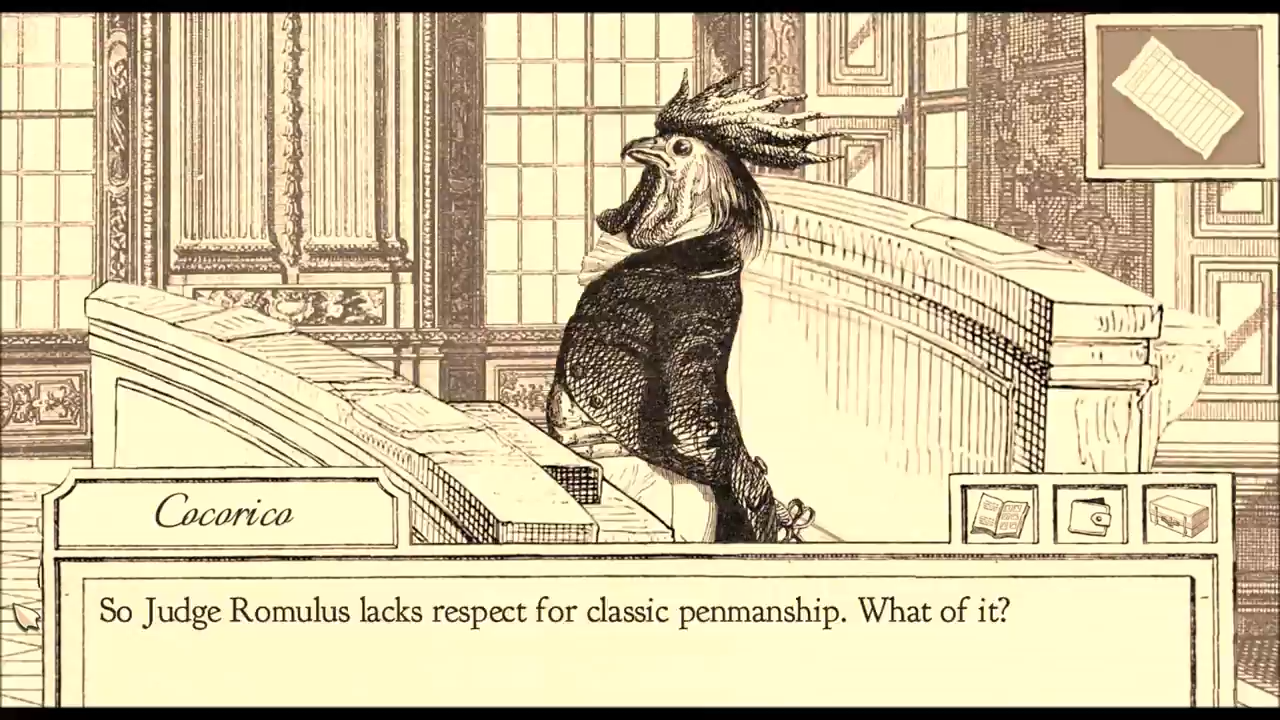 Cocorico
So Judge Romulus lacks respect for classic penmanship. What of it?